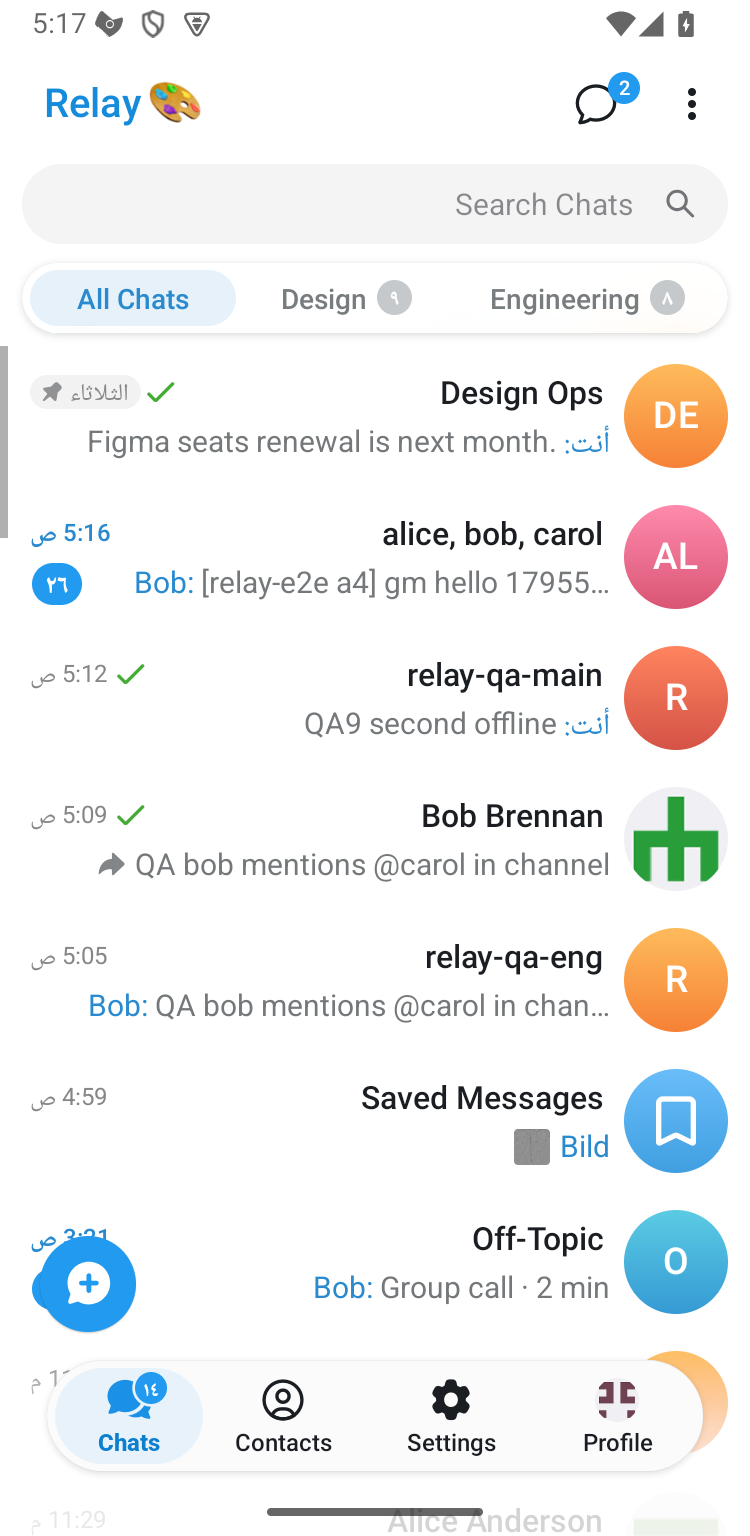 5:17
Relay
2
Search Chats
All Chats
Design ٩
Engineering ٨
Design Ops
الثلاثاء
أنت: Figma seats renewal is next month.
DE
alice, bob, carol
5:16 ص
Bob: [relay-e2e a4] gm hello 17955…
٢٦
AL
relay-qa-main
5:12 ص
أنت: QA9 second offline
R
Bob Brennan
5:09 ص
QA bob mentions @carol in channel
relay-qa-eng
5:05 ص
Bob: QA bob mentions @carol in chan…
R
Saved Messages
4:59 ص
Bild
Off-Topic
3:21 ص
Bob: Group call · 2 min
O
١٤
Chats
Contacts
Settings
Profile
Alice Anderson
11:29 م